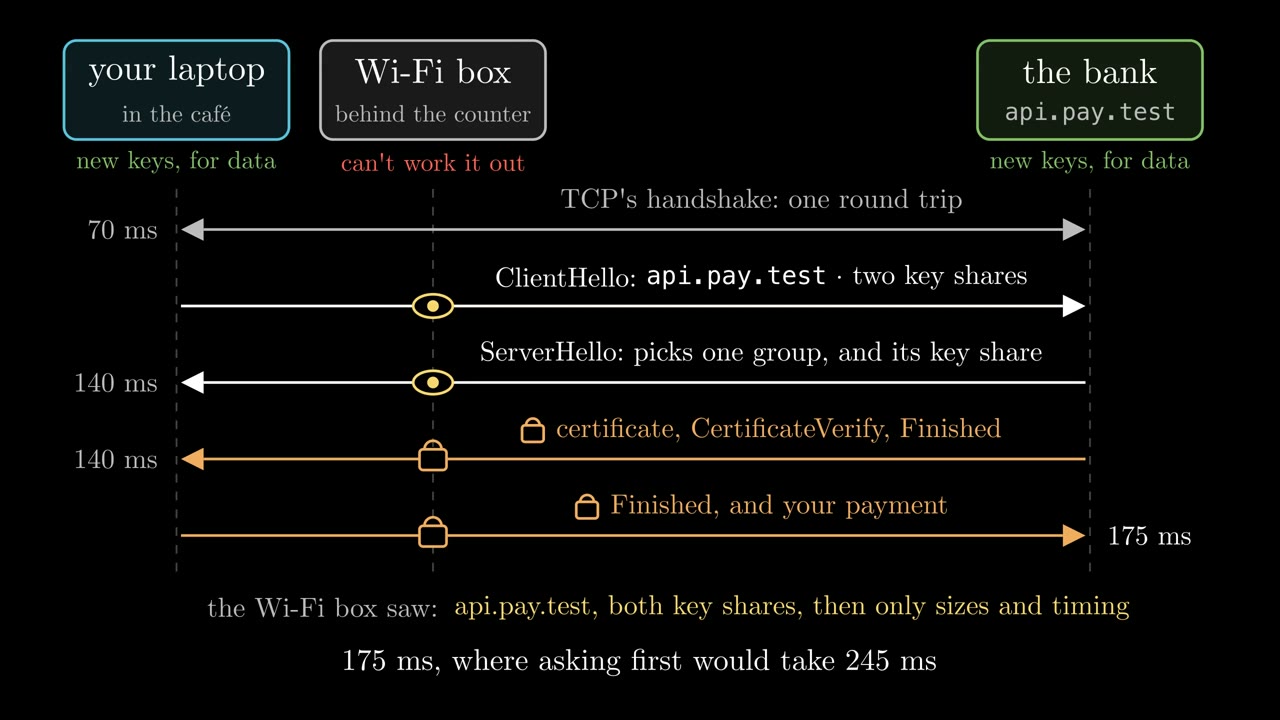 your laptop
in the café
Wi-Fi box
behind the counter
the bank
api.pay.test
new keys, for data
can't work it out
new keys, for data
TCP's handshake: one round trip
70 ms
ClientHello: api.pay.test · two key shares
ServerHello: picks one group, and its key share
140 ms
certificate, CertificateVerify, Finished
140 ms
Finished, and your payment
175 ms
the Wi-Fi box saw: api.pay.test, both key shares, then only sizes and timing
175 ms, where asking first would take 245 ms